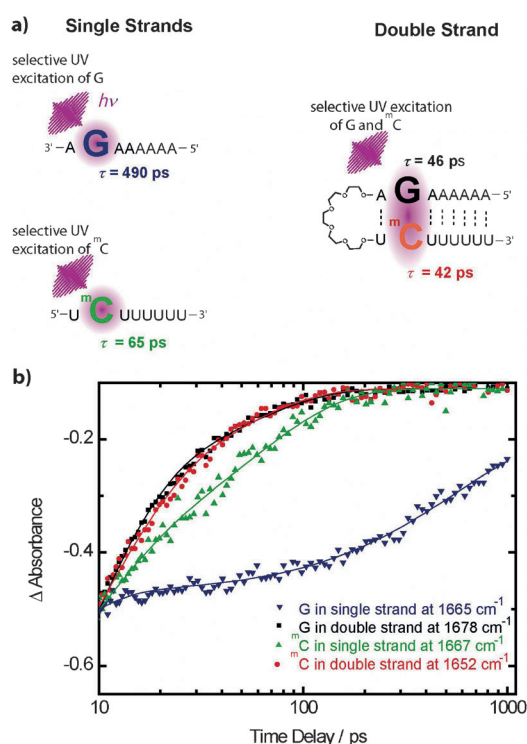 a)
Single Strands
Double Strand
selective UV
excitation of G
hν
3' –A G AAAAAA– 5'
τ = 490 ps
selective UV
excitation of mC
5'–U mC UUUUUU–3'
τ = 65 ps
selective UV excitation
of G and mC
τ = 46 ps
A G AAAAAA– 5'
O
O
O
O
O
U mC UUUUUU–3'
τ = 42 ps
b)
Δ Absorbance
-0.2
-0.4
-0.6
G in single strand at 1665 cm-1
G in double strand at 1678 cm-1
mC in single strand at 1667 cm-1
mC in double strand at 1652 cm-1
10
100
1000
Time Delay / ps